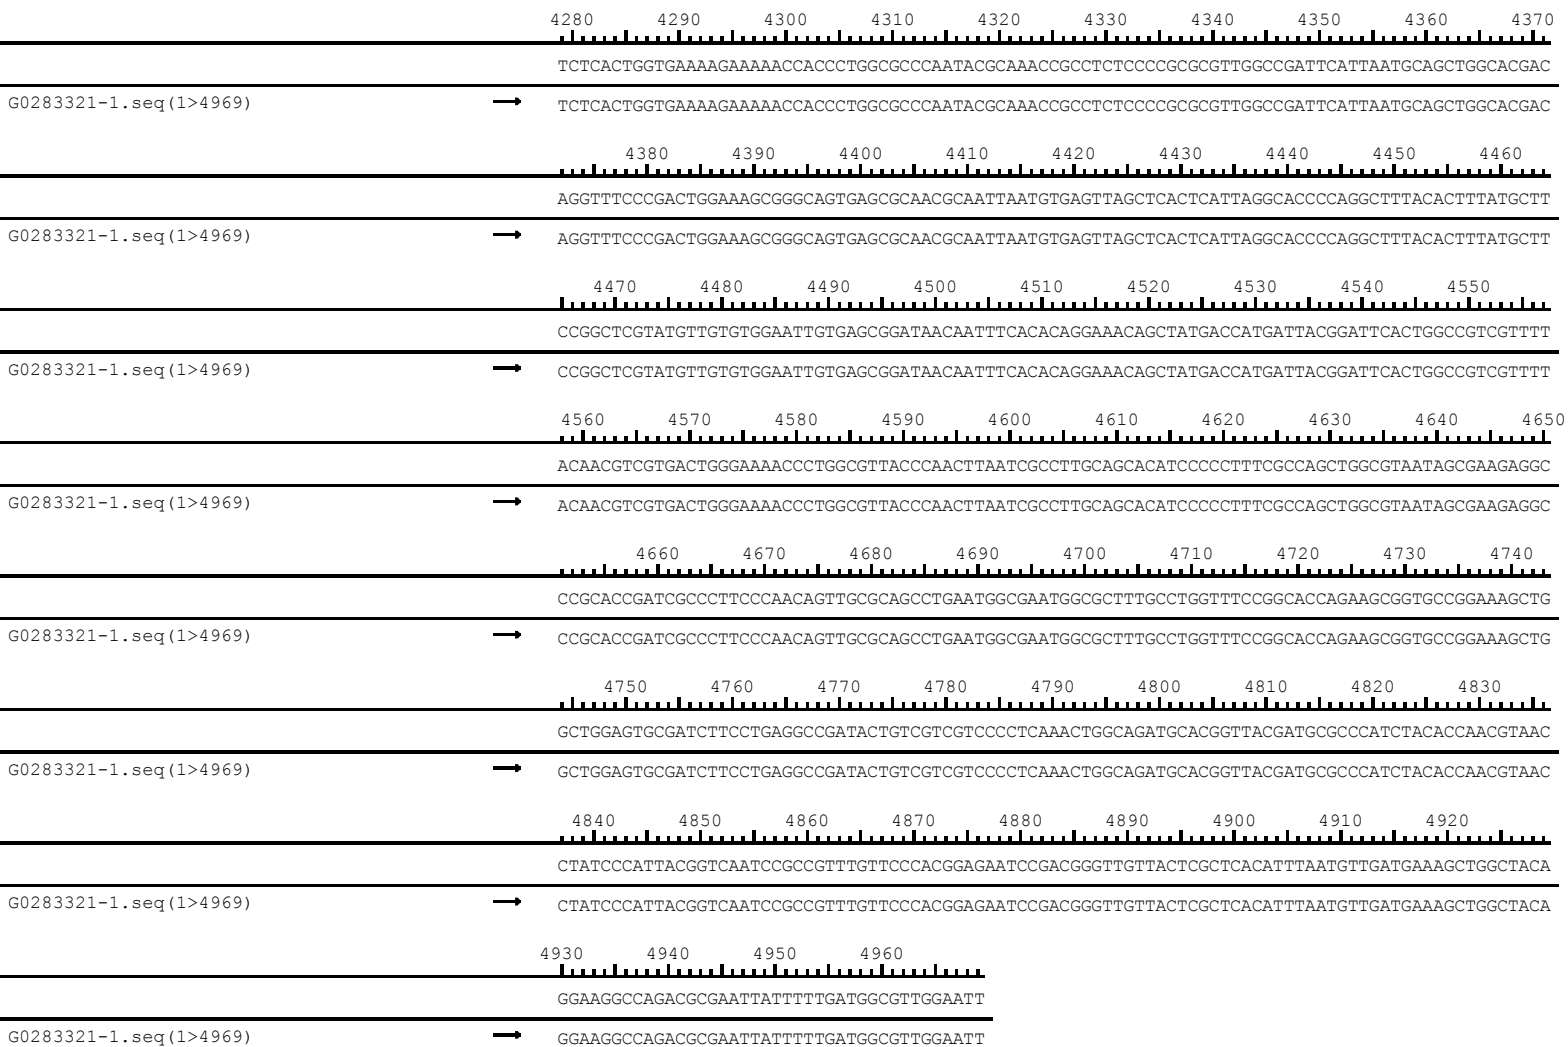 4280 4290 4300 4310 4320 4330 4340 4350 4360 4370
TCTCACTGGTGAAAAGAAAAACCACCCTGGCGCCCAATACGCAAACCGCCTCTCCCCGCGCGTTGGCCGATTCATTAATGCAGCTGGCACGAC
G0283321-1.seq(1>4969) TCTCACTGGTGAAAAGAAAAACCACCCTGGCGCCCAATACGCAAACCGCCTCTCCCCGCGCGTTGGCCGATTCATTAATGCAGCTGGCACGAC
4380 4390 4400 4410 4420 4430 4440 4450 4460
AGGTTTCCCGACTGGAAAGCGGGCAGTGAGCGCAACGCAATTAATGTGAGTTAGCTCACTCATTAGGCACCCCAGGCTTTACACTTTATGCTT
G0283321-1.seq(1>4969) AGGTTTCCCGACTGGAAAGCGGGCAGTGAGCGCAACGCAATTAATGTGAGTTAGCTCACTCATTAGGCACCCCAGGCTTTACACTTTATGCTT
4470 4480 4490 4500 4510 4520 4530 4540 4550
CCGGCTCGTATGTTGTGTGGAATTGTGAGCGGATAACAATTTCACACAGGAAACAGCTATGACCATGATTACGGATTCACTGGCCGTCGTTTT
G0283321-1.seq(1>4969) CCGGCTCGTATGTTGTGTGGAATTGTGAGCGGATAACAATTTCACACAGGAAACAGCTATGACCATGATTACGGATTCACTGGCCGTCGTTTT
4560 4570 4580 4590 4600 4610 4620 4630 4640 4650
ACAACGTCGTGACTGGGAAAACCCTGGCGTTACCCAACTTAATCGCCTTGCAGCACATCCCCCTTTCGCCAGCTGGCGTAATAGCGAAGAGGC
G0283321-1.seq(1>4969) ACAACGTCGTGACTGGGAAAACCCTGGCGTTACCCAACTTAATCGCCTTGCAGCACATCCCCCTTTCGCCAGCTGGCGTAATAGCGAAGAGGC
4660 4670 4680 4690 4700 4710 4720 4730 4740
CCGCACCGATCGCCCTTCCCAACAGTTGCGCAGCCTGAATGGCGAATGGCGCTTTGCCTGGTTTCCGGCACCAGAAGCGGTGCCGGAAAGCTG
G0283321-1.seq(1>4969) CCGCACCGATCGCCCTTCCCAACAGTTGCGCAGCCTGAATGGCGAATGGCGCTTTGCCTGGTTTCCGGCACCAGAAGCGGTGCCGGAAAGCTG
4750 4760 4770 4780 4790 4800 4810 4820 4830
GCTGGAGTGCGATCTTCCTGAGGCCGATACTGTCGTCGTCCCCTCAAACTGGCAGATGCACGGTTACGATGCGCCCATCTACACCAACGTAAC
G0283321-1.seq(1>4969) GCTGGAGTGCGATCTTCCTGAGGCCGATACTGTCGTCGTCCCCTCAAACTGGCAGATGCACGGTTACGATGCGCCCATCTACACCAACGTAAC
4840 4850 4860 4870 4880 4890 4900 4910 4920
CTATCCCATTACGGTCAATCCGCCGTTTGTTCCCACGGAGAATCCGACGGGTTGTTACTCGCTCACATTTAATGTTGATGAAAGCTGGCTACA
G0283321-1.seq(1>4969) CTATCCCATTACGGTCAATCCGCCGTTTGTTCCCACGGAGAATCCGACGGGTTGTTACTCGCTCACATTTAATGTTGATGAAAGCTGGCTACA
4930 4940 4950 4960
GGAAGGCCAGACGCGAATTATTTTTGATGGCGTTGGAATT
G0283321-1.seq(1>4969) GGAAGGCCAGACGCGAATTATTTTTGATGGCGTTGGAATT